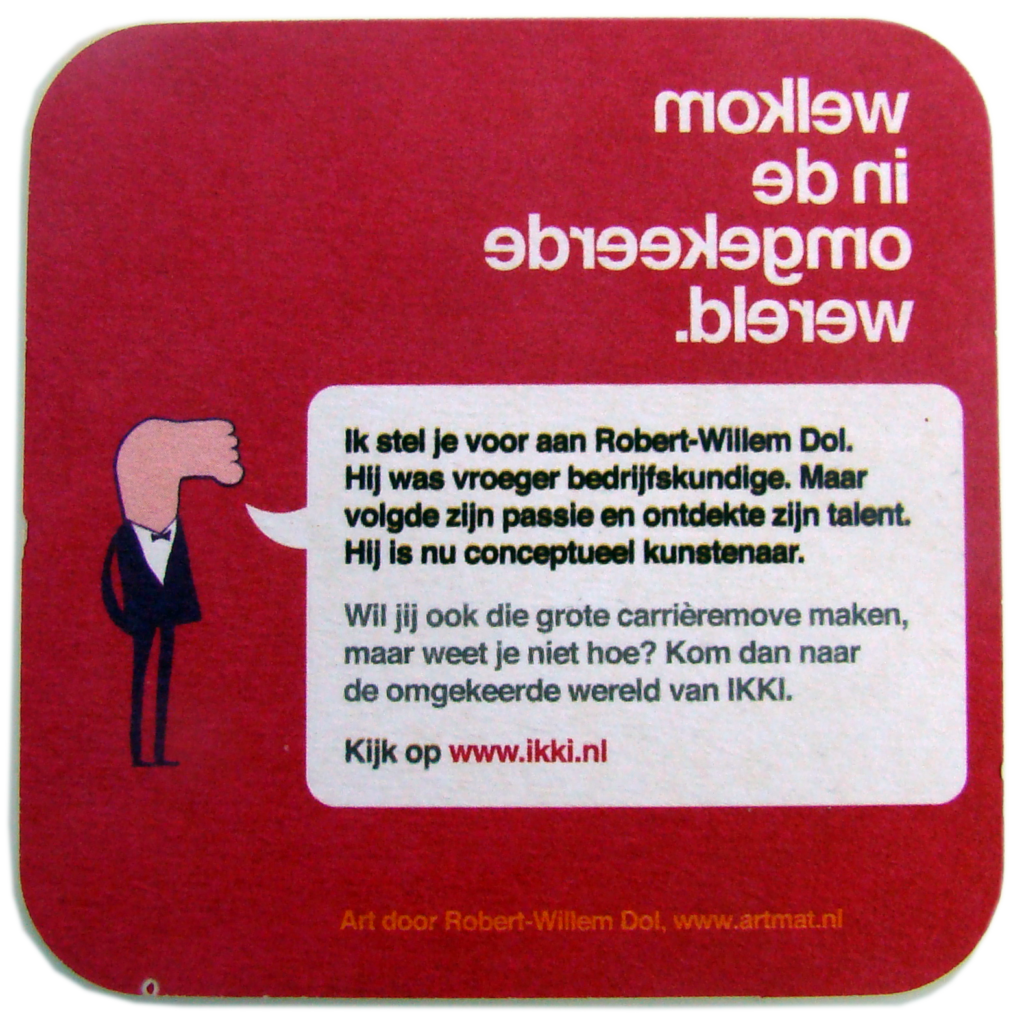 welkom
in de
omgekeerde
wereld.
Ik stel je voor aan Robert-Willem Dol.
Hij was vroeger bedrijfskundige. Maar
volgde zijn passie en ontdekte zijn talent.
Hij is nu conceptueel kunstenaar.
Wil jij ook die grote carrièremove maken,
maar weet je niet hoe? Kom dan naar
de omgekeerde wereld van IKKI.
Kijk op www.ikki.nl
Art door Robert-Willem Dol, www.artmat.nl